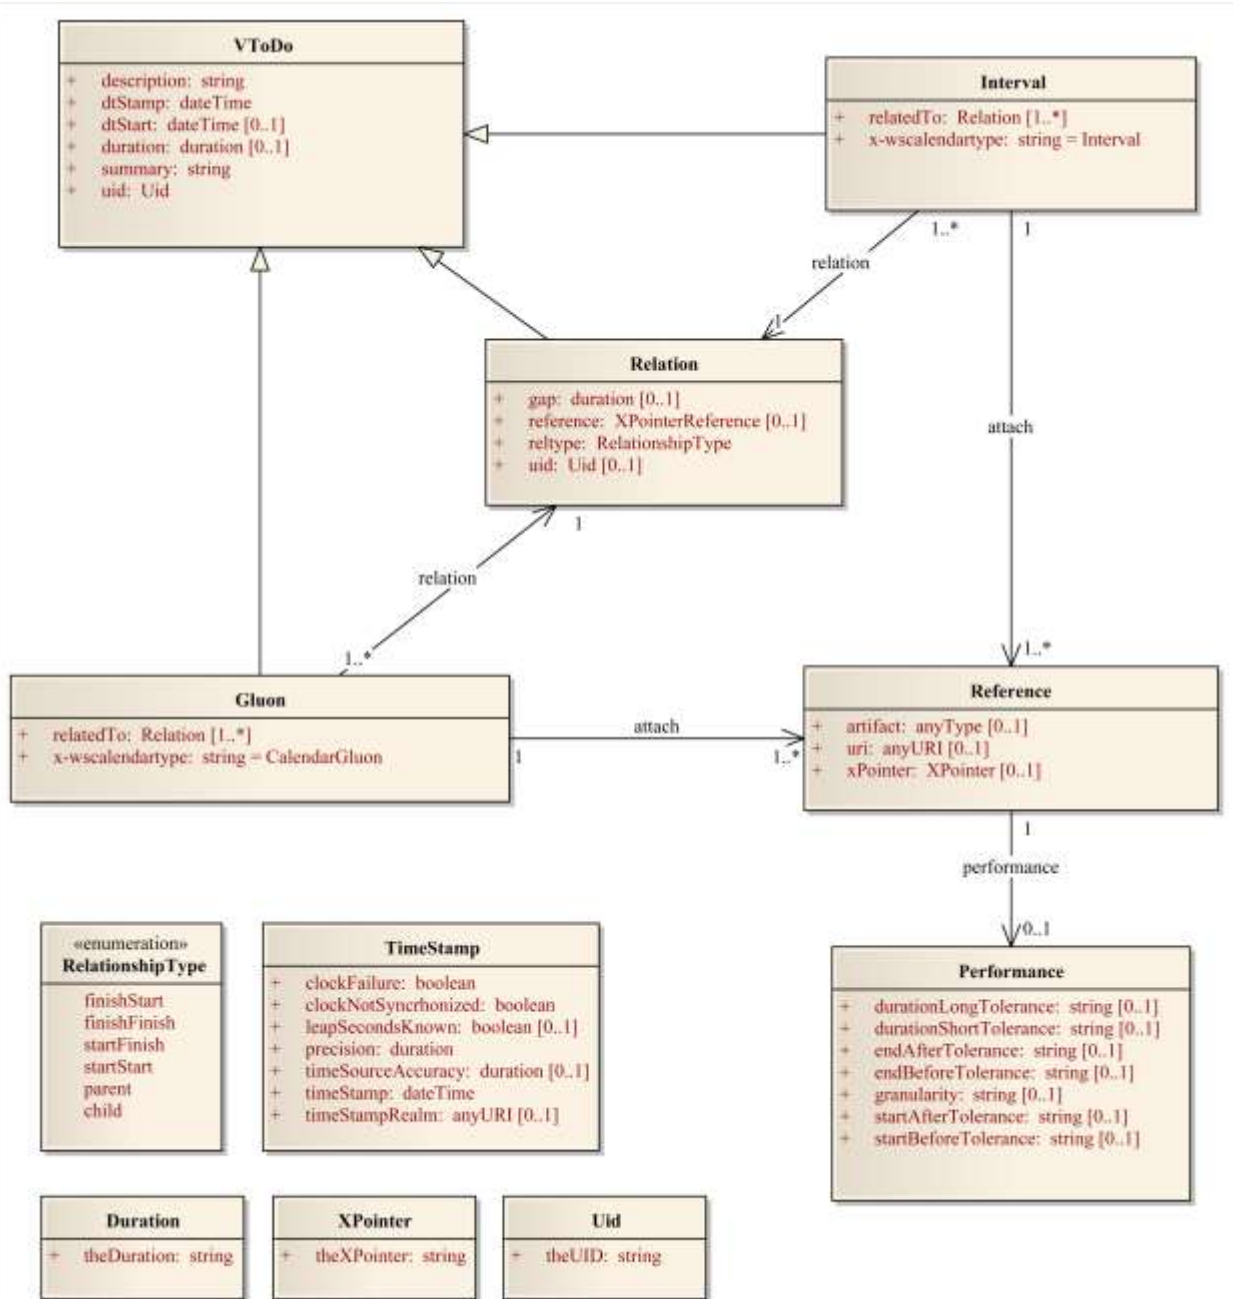 VToDo
+ description: string
+ dtStamp: dateTime
+ dtStart: dateTime [0..1]
+ duration: duration [0..1]
+ summary: string
+ uid: Uid
Interval
+ relatedTo: Relation [1..*]
+ x-wscalendartype: string = Interval
1..*
1
relation
1
Relation
+ gap: duration [0..1]
+ reference: XPointerReference [0..1]
+ reltype: RelationshipType
+ uid: Uid [0..1]
attach
1
relation
1..*
1..*
Gluon
+ relatedTo: Relation [1..*]
+ x-wscalendartype: string = CalendarGluon
attach
1
1..*
Reference
+ artifact: anyType [0..1]
+ uri: anyURI [0..1]
+ xPointer: XPointer [0..1]
1
performance
0..1
«enumeration»
RelationshipType
finishStart
finishFinish
startFinish
startStart
parent
child
TimeStamp
+ clockFailure: boolean
+ clockNotSyncrhonized: boolean
+ leapSecondsKnown: boolean [0..1]
+ precision: duration
+ timeSourceAccuracy: duration [0..1]
+ timeStamp: dateTime
+ timeStampRealm: anyURI [0..1]
Performance
+ durationLongTolerance: string [0..1]
+ durationShortTolerance: string [0..1]
+ endAfterTolerance: string [0..1]
+ endBeforeTolerance: string [0..1]
+ granularity: string [0..1]
+ startAfterTolerance: string [0..1]
+ startBeforeTolerance: string [0..1]
Duration
+ theDuration: string
XPointer
+ theXPointer: string
Uid
+ theUID: string